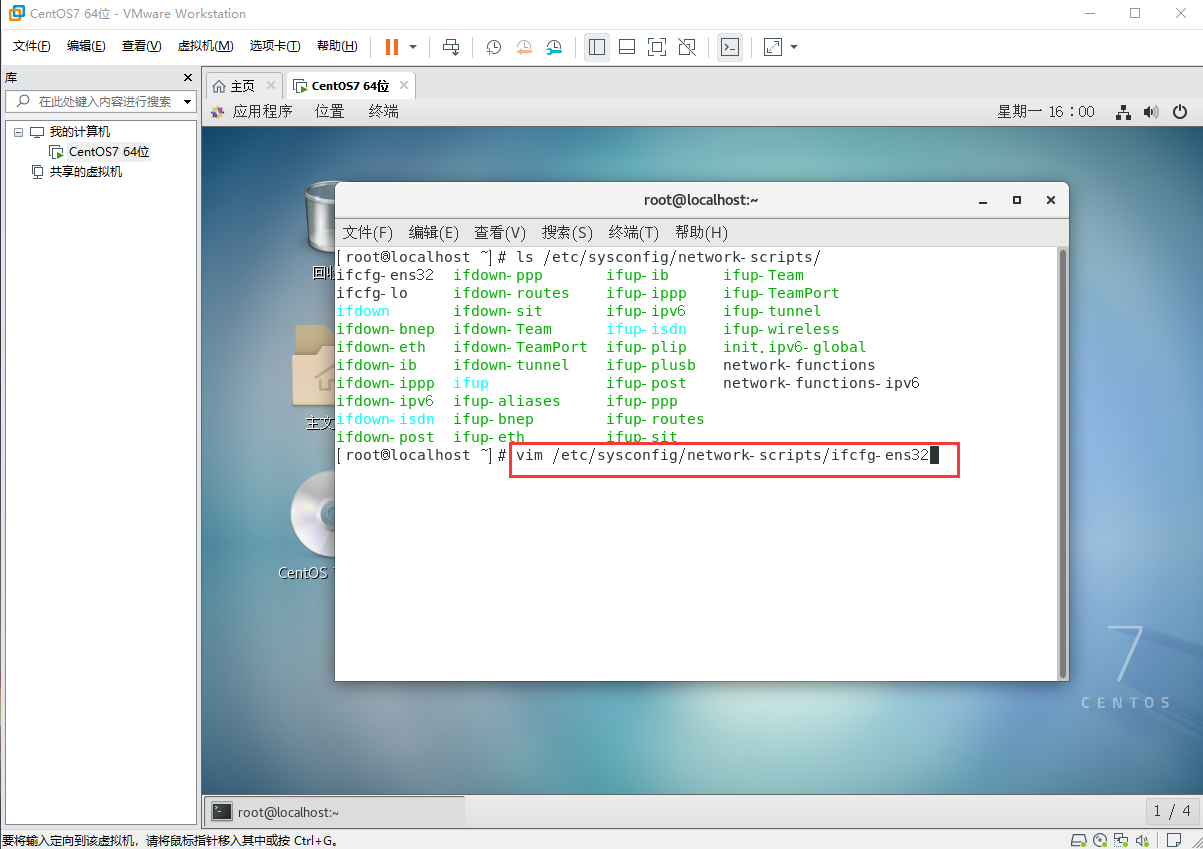 CentOS7 64位 - VMware Workstation
文件(F) 编辑(E) 查看(V) 虚拟机(M) 选项卡(T) 帮助(H)
库
在此处键入内容进行搜索
我的计算机
CentOS7 64位
共享的虚拟机
主页 CentOS7 64位
应用程序 位置 终端 星期一 16：00
root@localhost:~
文件(F) 编辑(E) 查看(V) 搜索(S) 终端(T) 帮助(H)
[root@localhost ~]# ls /etc/sysconfig/network-scripts/
ifcfg-ens32 ifdown-ppp ifup-ib ifup-Team
ifcfg-lo ifdown-routes ifup-ippp ifup-TeamPort
ifdown ifdown-sit ifup-ipv6 ifup-tunnel
ifdown-bnep ifdown-Team ifup-isdn ifup-wireless
ifdown-eth ifdown-TeamPort ifup-plip init.ipv6-global
ifdown-ib ifdown-tunnel ifup-plusb network-functions
ifdown-ippp ifup ifup-post network-functions-ipv6
ifdown-ipv6 ifup-aliases ifup-ppp
ifdown-isdn ifup-bnep ifup-routes
ifdown-post ifup-eth ifup-sit
[root@localhost ~]# vim /etc/sysconfig/network-scripts/ifcfg-ens32
回收
主文
CentOS
7
CENTOS
root@localhost:~
1 / 4
要将输入定向到该虚拟机，请将鼠标指针移入其中或按 Ctrl+G。